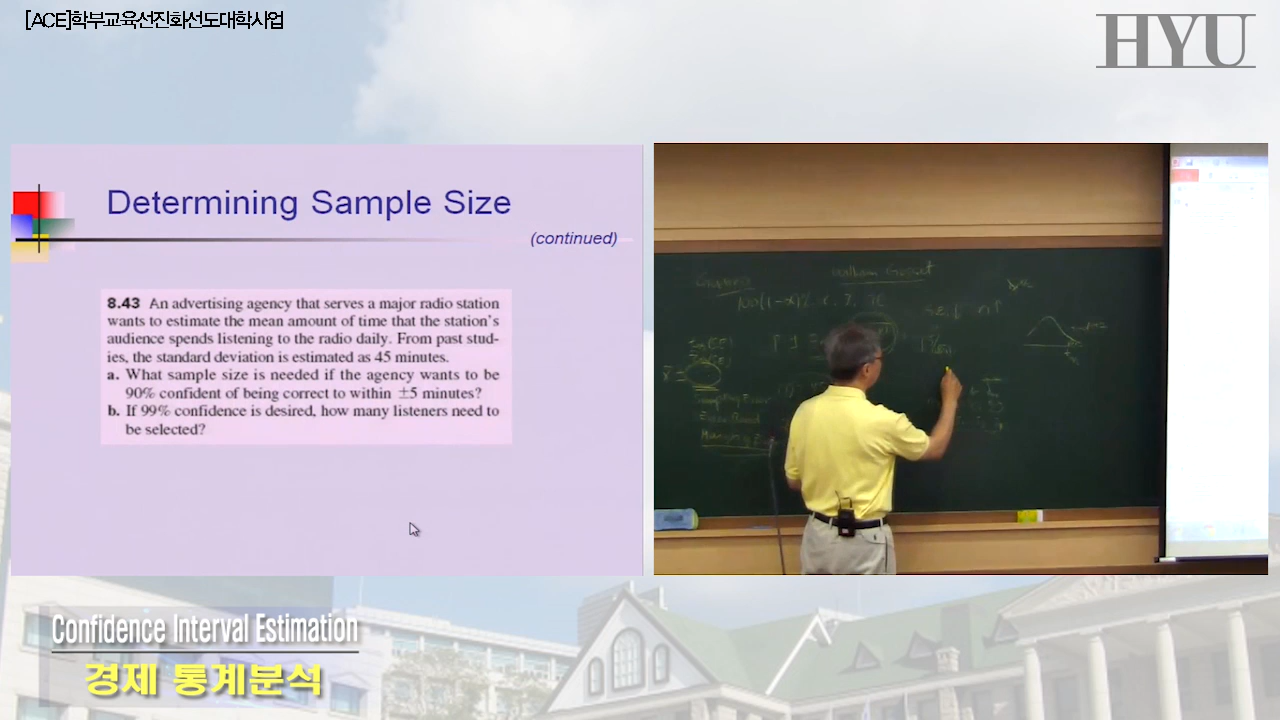 [ACE]학부교육선진화선도대학사업
HYU
Determining Sample Size
(continued)
8.43 An advertising agency that serves a major radio station
wants to estimate the mean amount of time that the station's
audience spends listening to the radio daily. From past stud-
ies, the standard deviation is estimated as 45 minutes.
a. What sample size is needed if the agency wants to be
90% confident of being correct to within ±5 minutes?
b. If 99% confidence is desired, how many listeners need to
be selected?
Confidence Interval Estimation
경제 통계분석